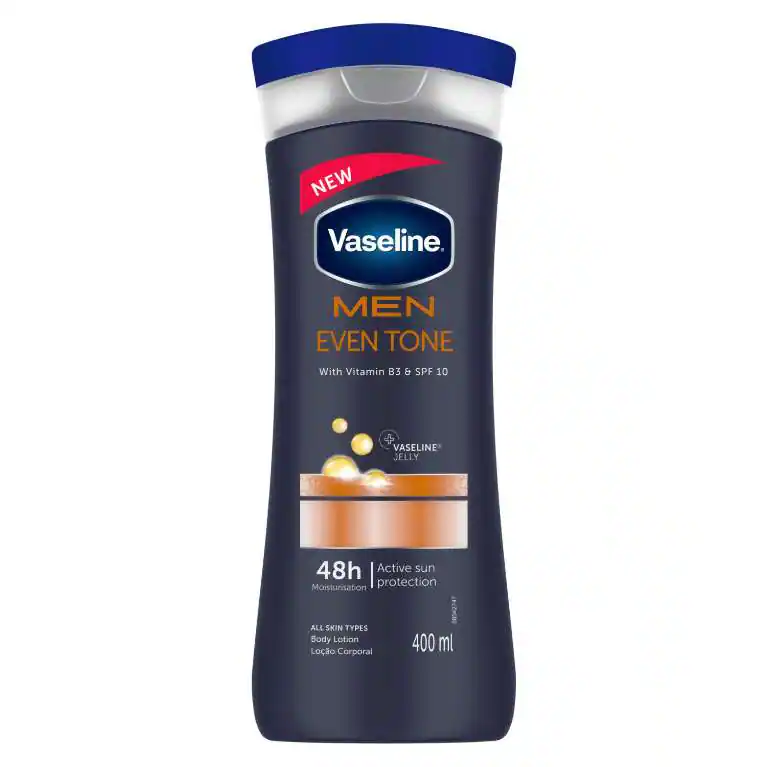 NEW
Vaseline®
MEN
EVEN TONE
With Vitamin B3 & SPF 10
VASELINE®
JELLY
48h
Moisturisation
Active sun
protection
ALL SKIN TYPES
Body Lotion
Loção Corporal
400 ml